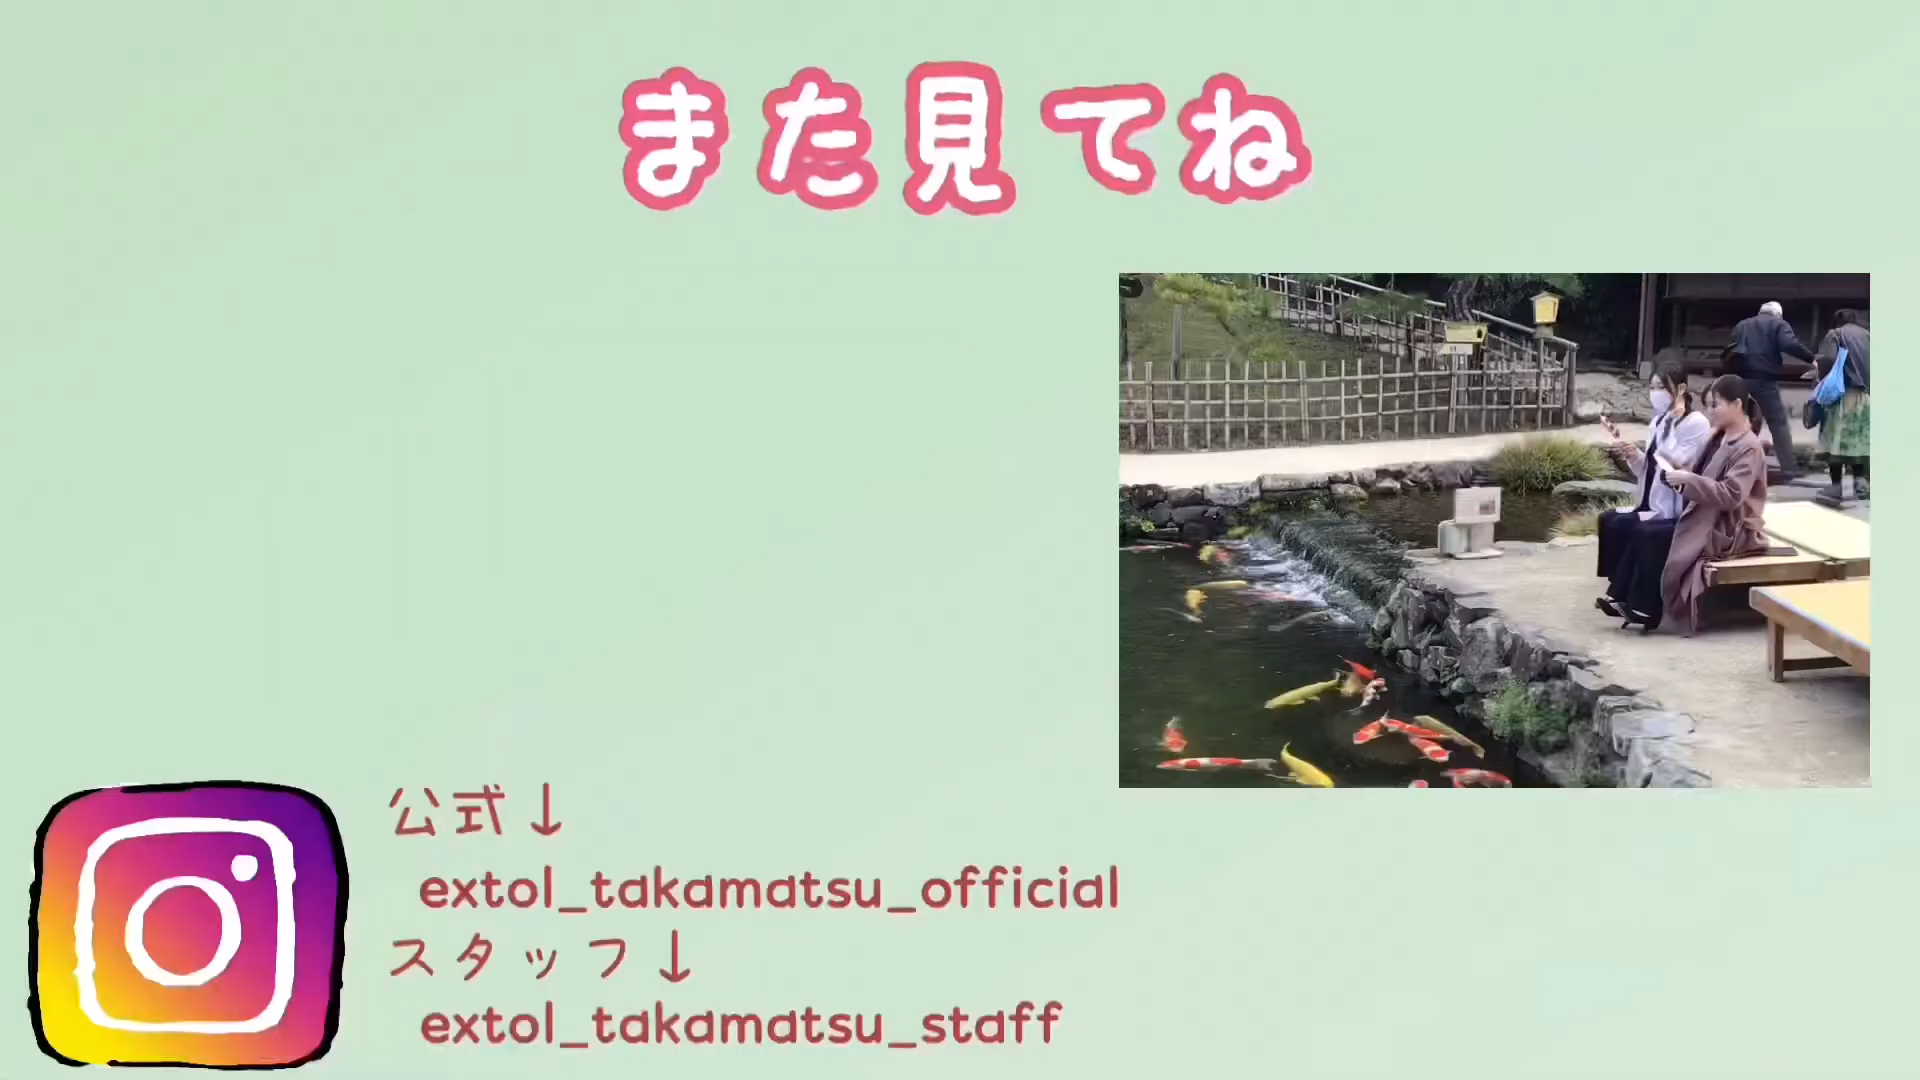 また見てね
公式↓
extol_takamatsu_official
スタッフ↓
extol_takamatsu_staff